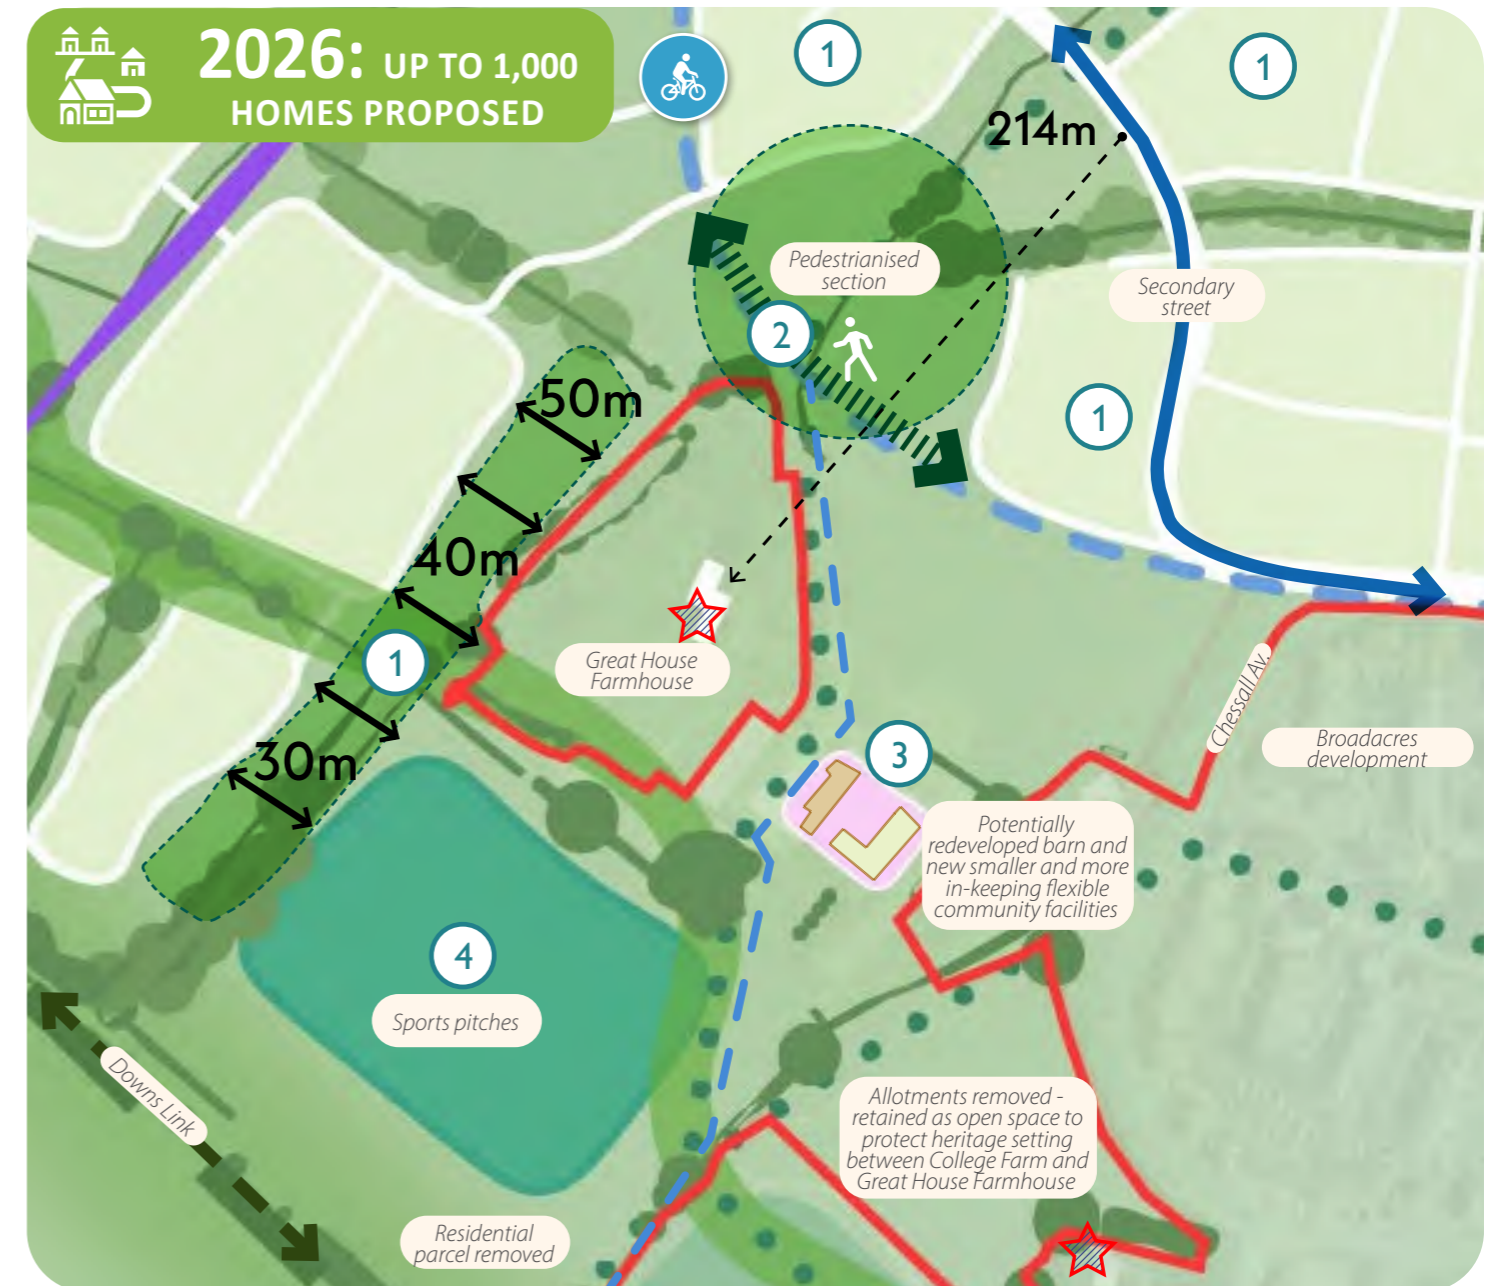 2026: UP TO 1,000
HOMES PROPOSED
1
1
214m
Pedestrianised
section
Secondary
street
2
50m
1
40m
1
Great House
Farmhouse
Chessall Av.
30m
3
Broadacres
development
Potentially
redeveloped barn and
new smaller and more
in-keeping flexible
community facilities
4
Sports pitches
Downs Link
Allotments removed -
retained as open space to
protect heritage setting
between College Farm and
Great House Farmhouse
Residential
parcel removed